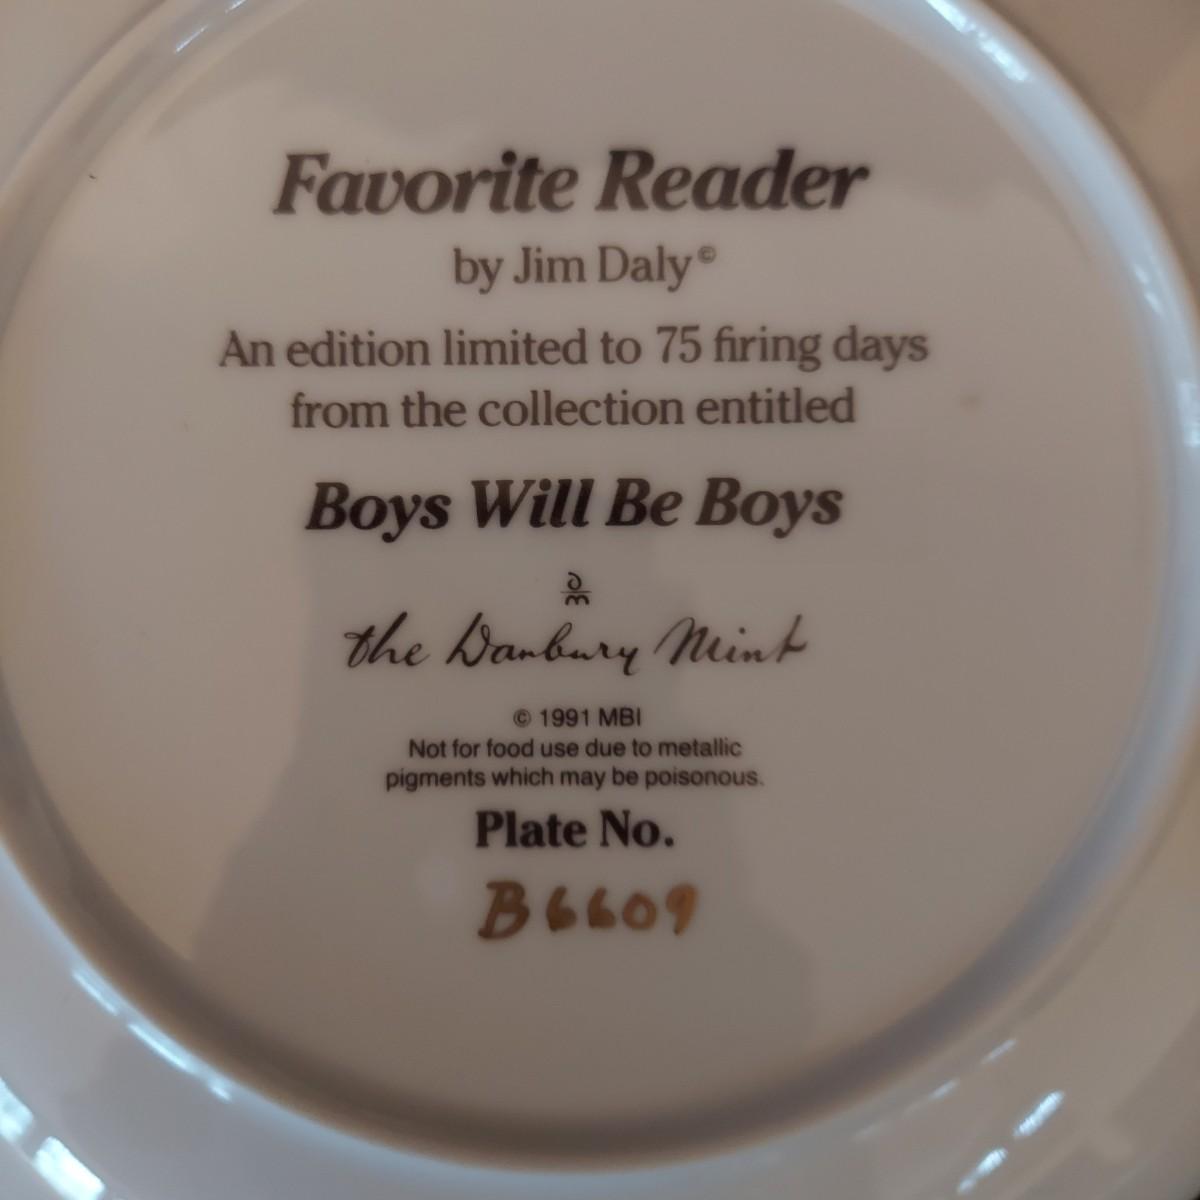 Favorite Reader
by Jim Daly©
An edition limited to 75 firing days
from the collection entitled
Boys Will Be Boys
dm
the Danbury Mint
© 1991 MBI
Not for food use due to metallic
pigments which may be poisonous.
Plate No.
B6609